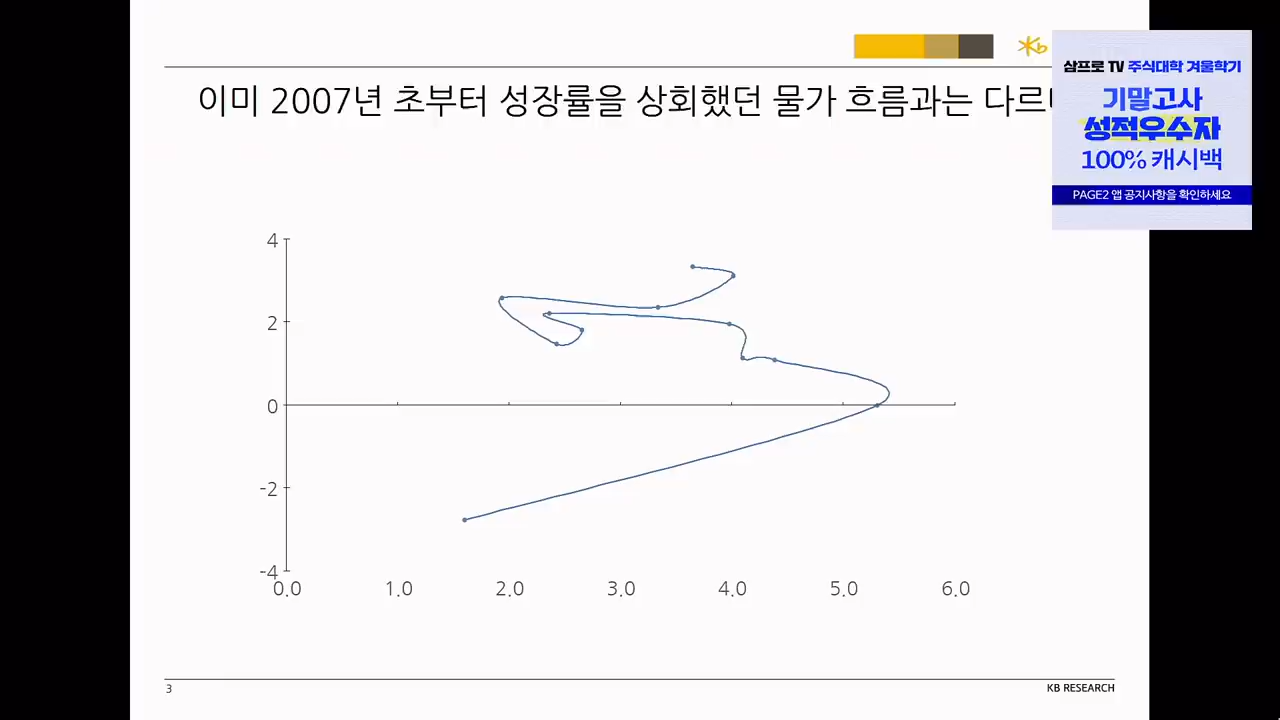 Kb
삼프로 TV 주식대학 겨울학기
기말고사
성적우수자
100% 캐시백
PAGE2 앱 공지사항을 확인하세요
이미 2007년 초부터 성장률을 상회했던 물가 흐름과는
4
2
0
-2
-4
0.0 1.0 2.0 3.0 4.0 5.0 6.0
3
KB RESEARCH